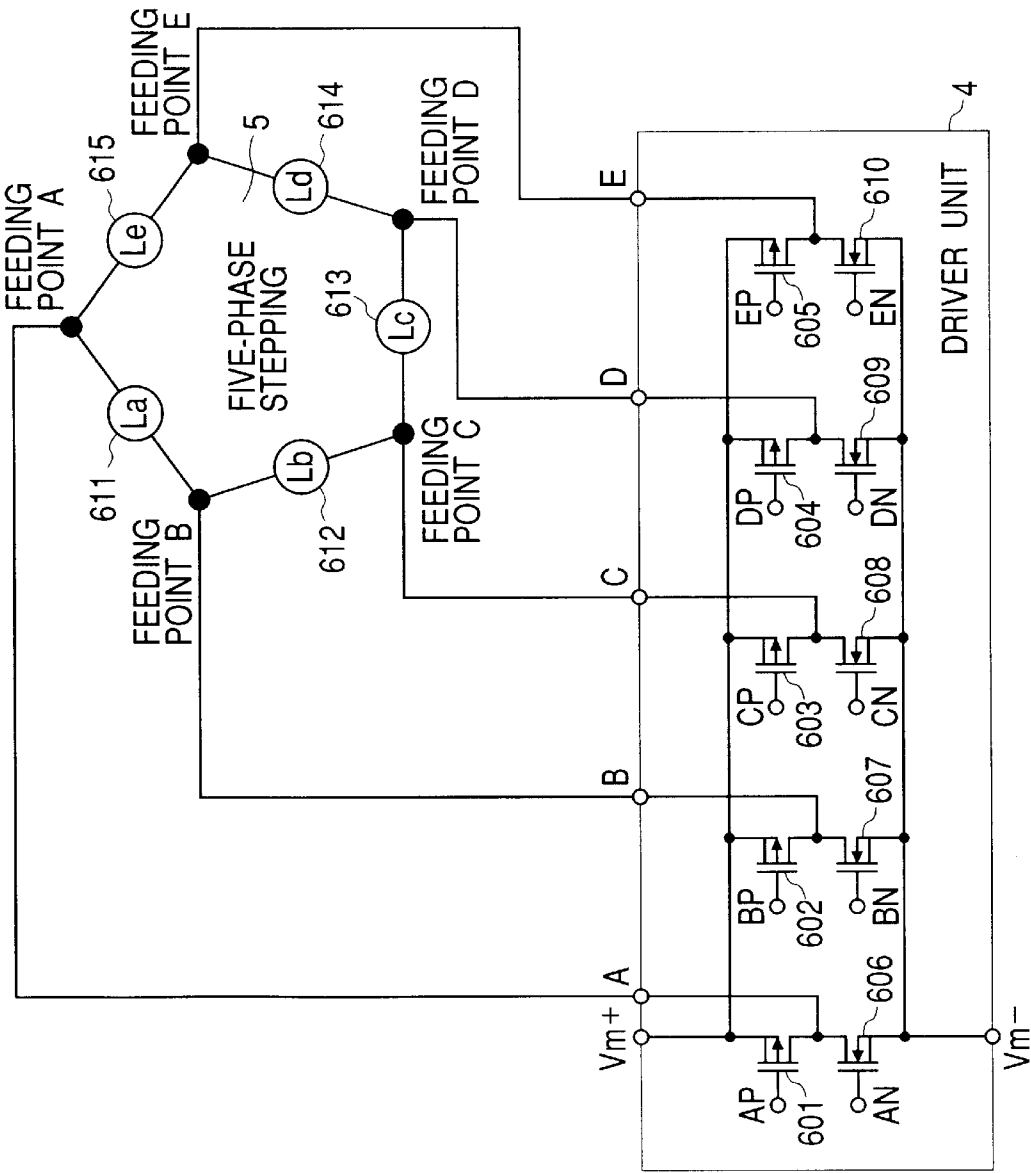 FEEDING
POINT A
FEEDING
POINT E
615
Le
5
611
La
Ld
614
FIVE-PHASE
STEPPING
FEEDING
POINT B
Lb
612
613
Lc
FEEDING
POINT C
FEEDING
POINT D
Vm+
A
B
C
D
E
4
AP
601
BP
602
CP
603
DP
604
EP
605
AN
606
BN
607
CN
608
DN
609
EN
610
DRIVER UNIT
Vm−